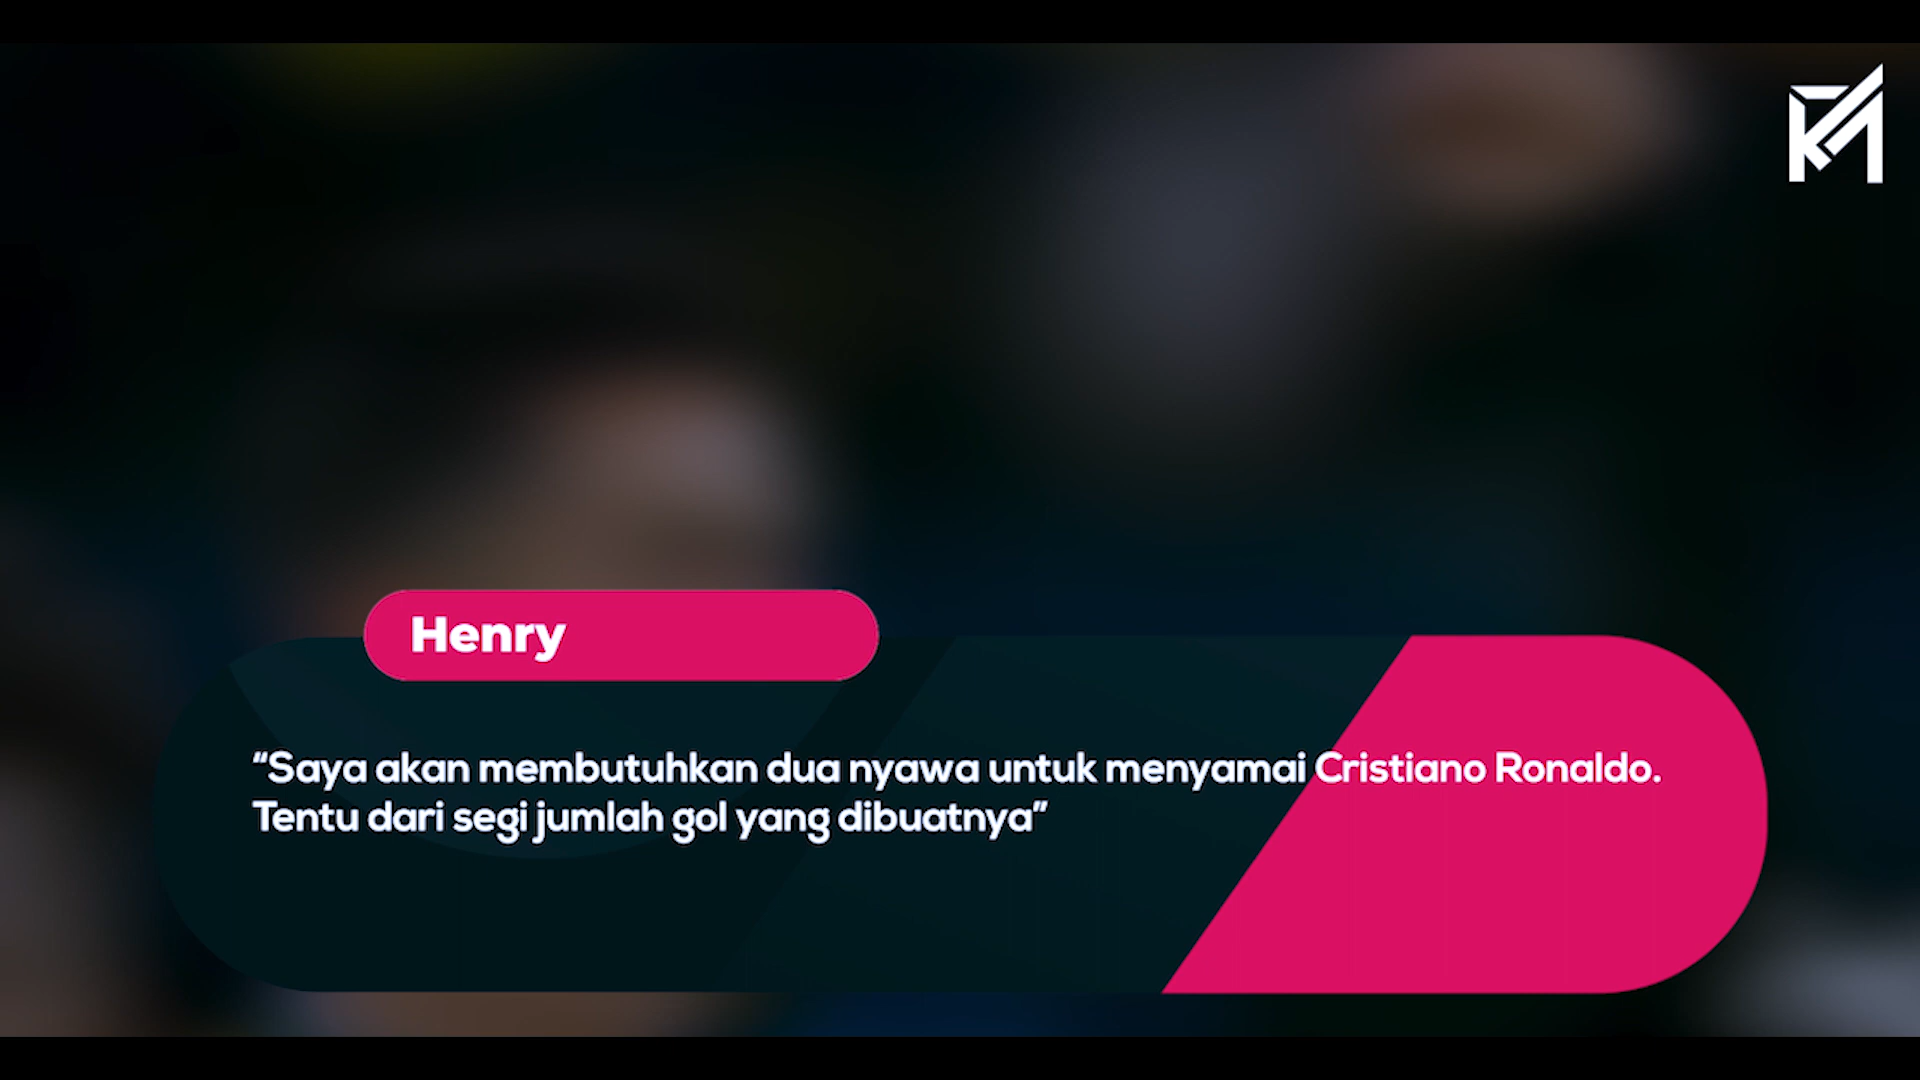 Henry
“Saya akan membutuhkan dua nyawa untuk menyamai Cristiano Ronaldo.
Tentu dari segi jumlah gol yang dibuatnya”